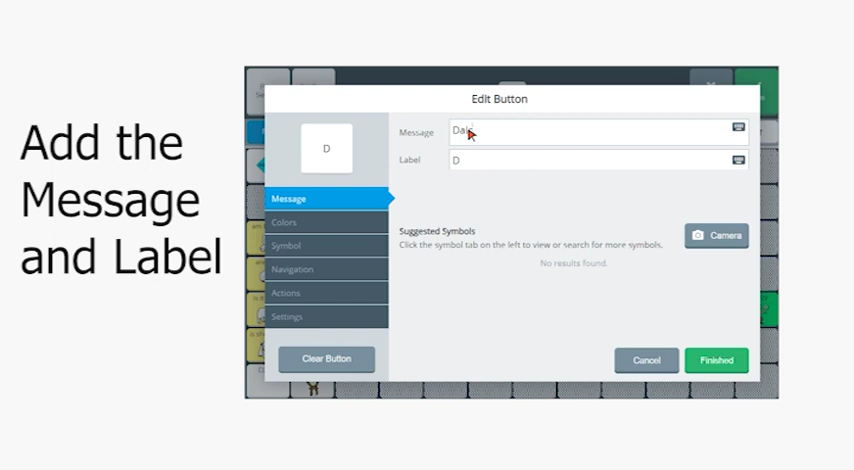 Add the
Message
and Label
Edit Button
Message
D
Label
D
Message
Colors
Symbol
Navigation
Actions
Settings
Suggested Symbols
Click the symbol tab on the left to view or search for more symbols.
Camera
No results found.
Clear Button
Cancel
Finished